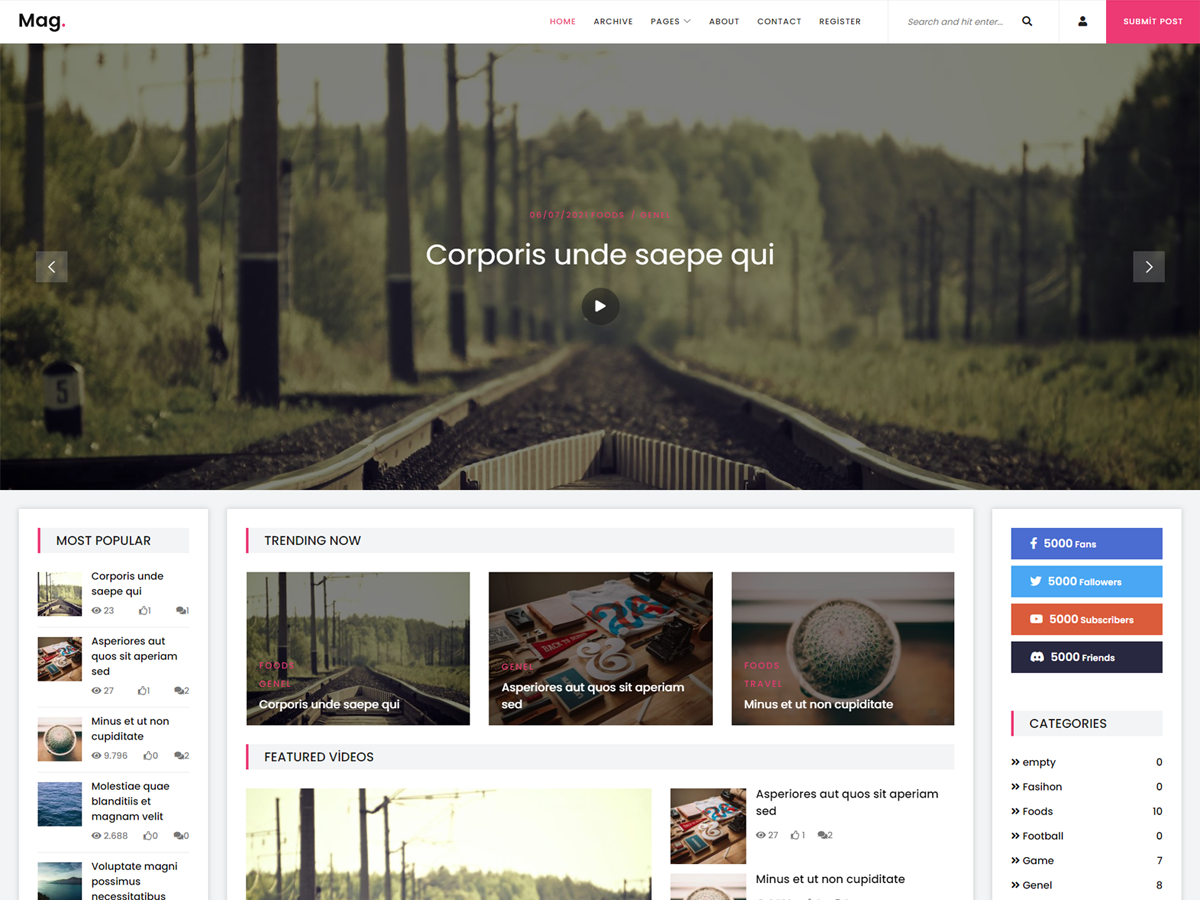 Mag.
HOME ARCHIVE PAGES ABOUT CONTACT REGİSTER Search and hit enter... SUBMİT POST
06/07/2021FOODS / GENEL
Corporis unde saepe qui
5
MOST POPULAR
Corporis unde
saepe qui
23 1 1
Asperiores aut
quos sit aperiam
sed
27 1 2
Minus et ut non
cupiditate
9.796 0 2
Molestiae quae
blanditiis et
magnam velit
2.688 0 0
Voluptate magni
possimus
necessitatibus
TRENDING NOW
FOODS
GENEL
Corporis unde saepe qui
GENEL
Asperiores aut quos sit aperiam
sed
FOODS
TRAVEL
Minus et ut non cupiditate
FEATURED VİDEOS
Asperiores aut quos sit aperiam
sed
27 1 2
Minus et ut non cupiditate
5000 Fans
5000 Fallowers
5000 Subscribers
5000 Friends
CATEGORIES
empty 0
Fasihon 0
Foods 10
Football 0
Game 7
Genel 8